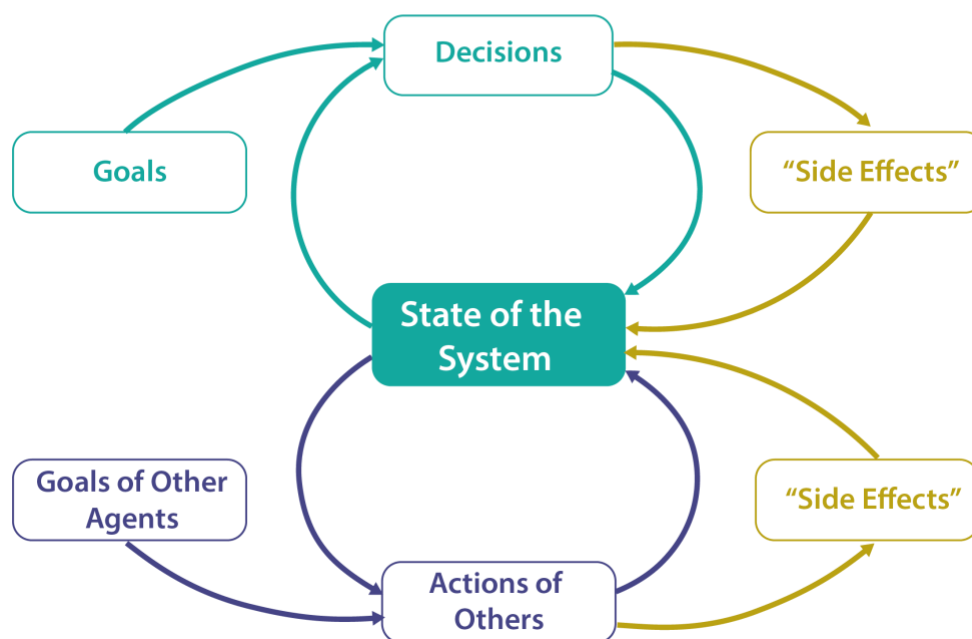 Decisions
Goals
“Side Effects”
State of the
System
Goals of Other
Agents
“Side Effects”
Actions of
Others